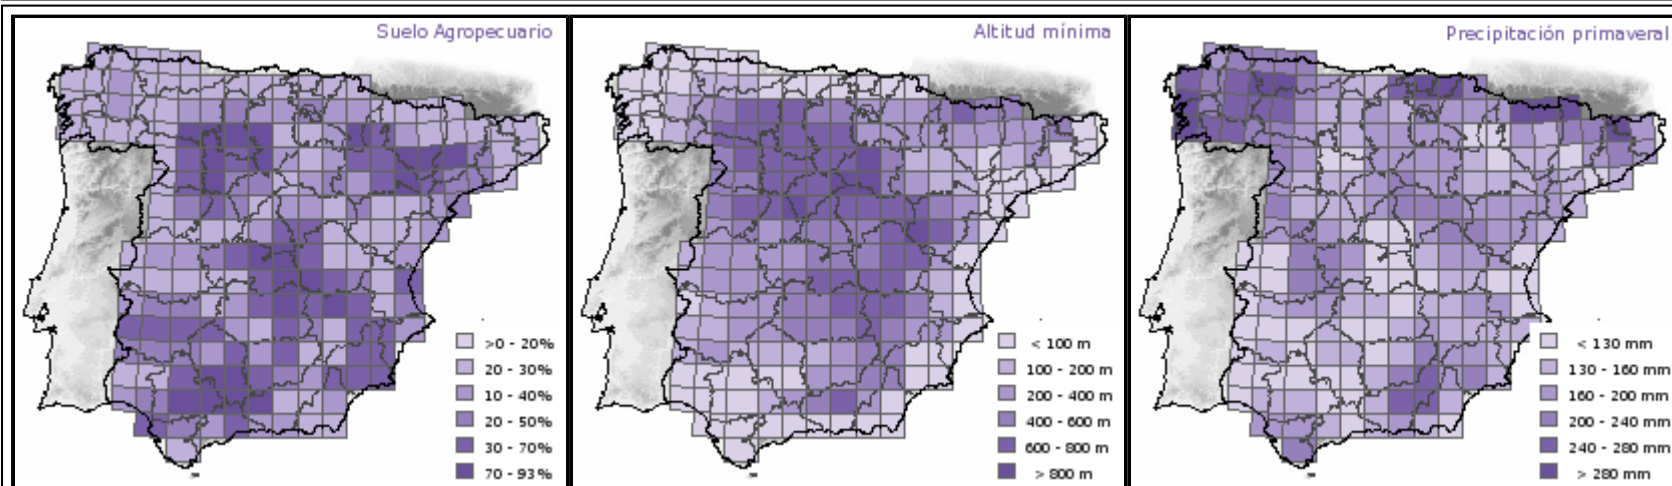 Suelo Agropecuario
>0 - 20%
20 - 30%
10 - 40%
20 - 50%
30 - 70%
70 - 93%
Altitud mínima
< 100 m
100 - 200 m
200 - 400 m
400 - 600 m
600 - 800 m
> 800 m
Precipitación primaveral
< 130 mm
130 - 160 mm
160 - 200 mm
200 - 240 mm
240 - 280 mm
> 280 mm